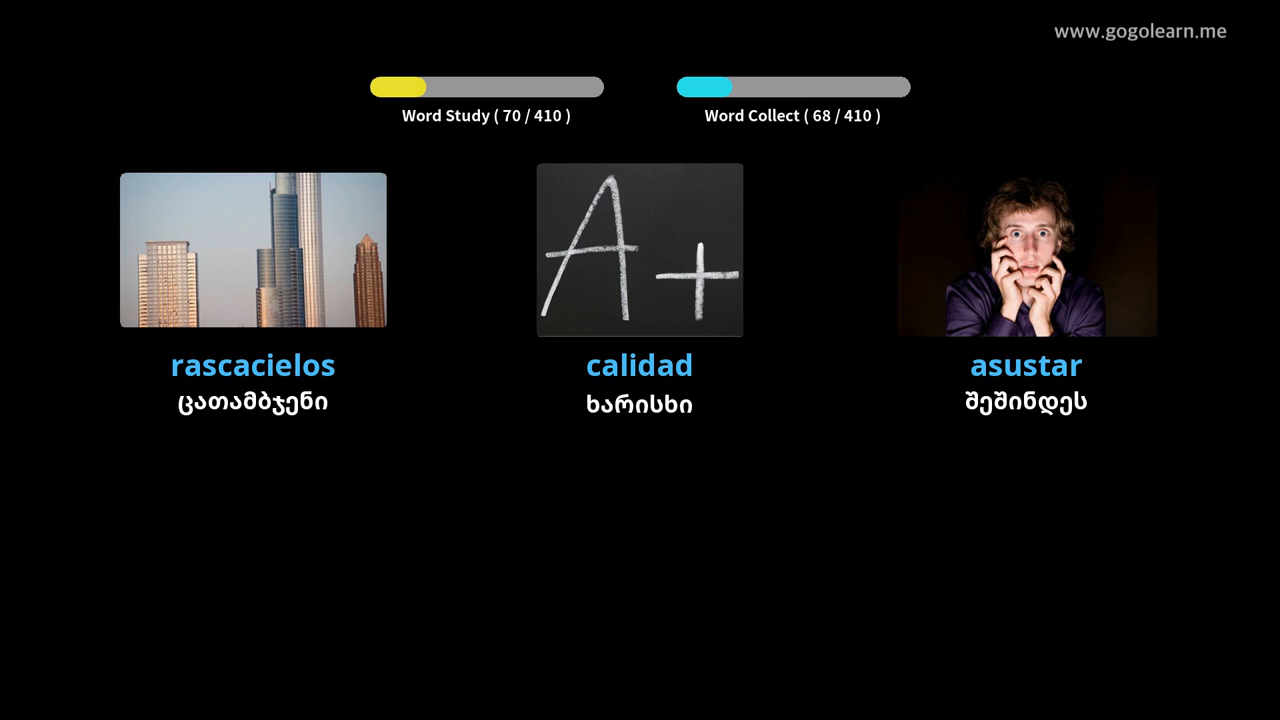 www.gogolearn.me
Word Study ( 70 / 410 )
Word Collect ( 68 / 410 )
A+
rascacielos
calidad
asustar
ცათამბჯენი
ხარისხი
შეშინდეს